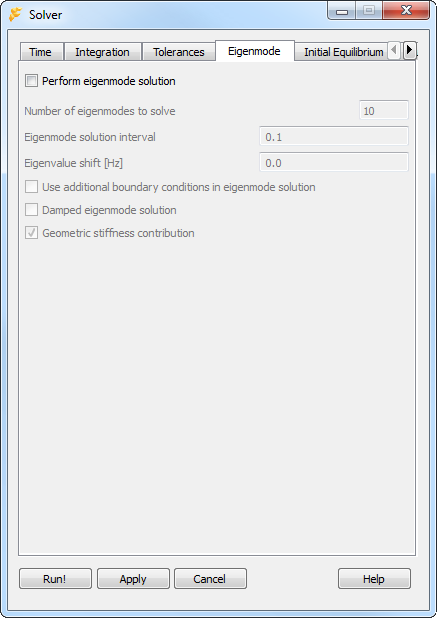 Solver
Time Integration Tolerances Eigenmode Initial Equilibrium
Perform eigenmode solution
Number of eigenmodes to solve 10
Eigenmode solution interval 0.1
Eigenvalue shift [Hz] 0.0
Use additional boundary conditions in eigenmode solution
Damped eigenmode solution
Geometric stiffness contribution
Run! Apply Cancel Help